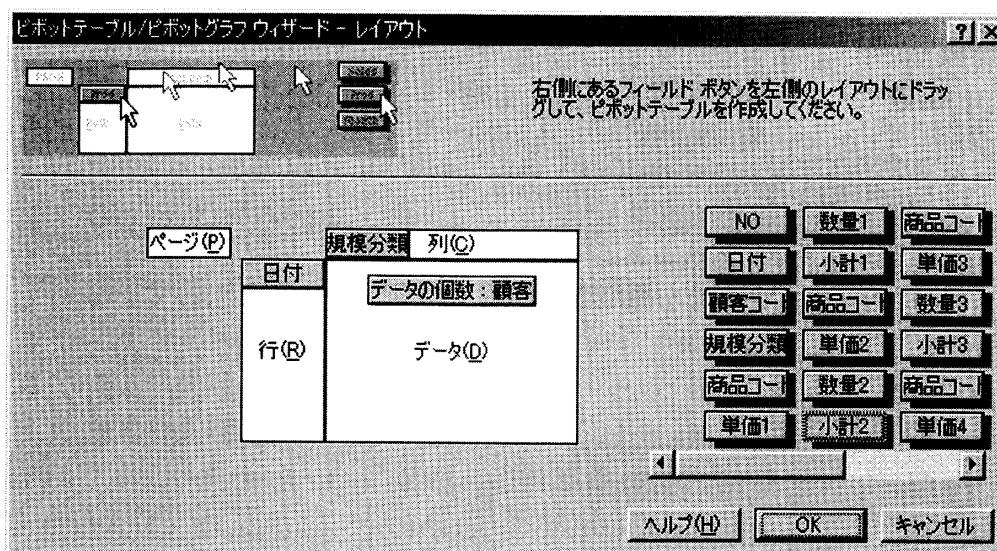 ピボットテーブル/ピボットグラフ ウィザード - レイアウト
右側にあるフィールド ボタンを左側のレイアウトにドラッ
グして、ピボットテーブルを作成してください。
ページ(P)
規模分類 列(C)
日付
データの個数 : 顧客
行(R)
データ(D)
NO 数量1 商品コード
日付 小計1 単価3
顧客コード 商品コード 数量3
規模分類 単価2 小計3
商品コード 数量2 商品コード
単価1 小計2 単価4
ヘルプ(H) OK キャンセル